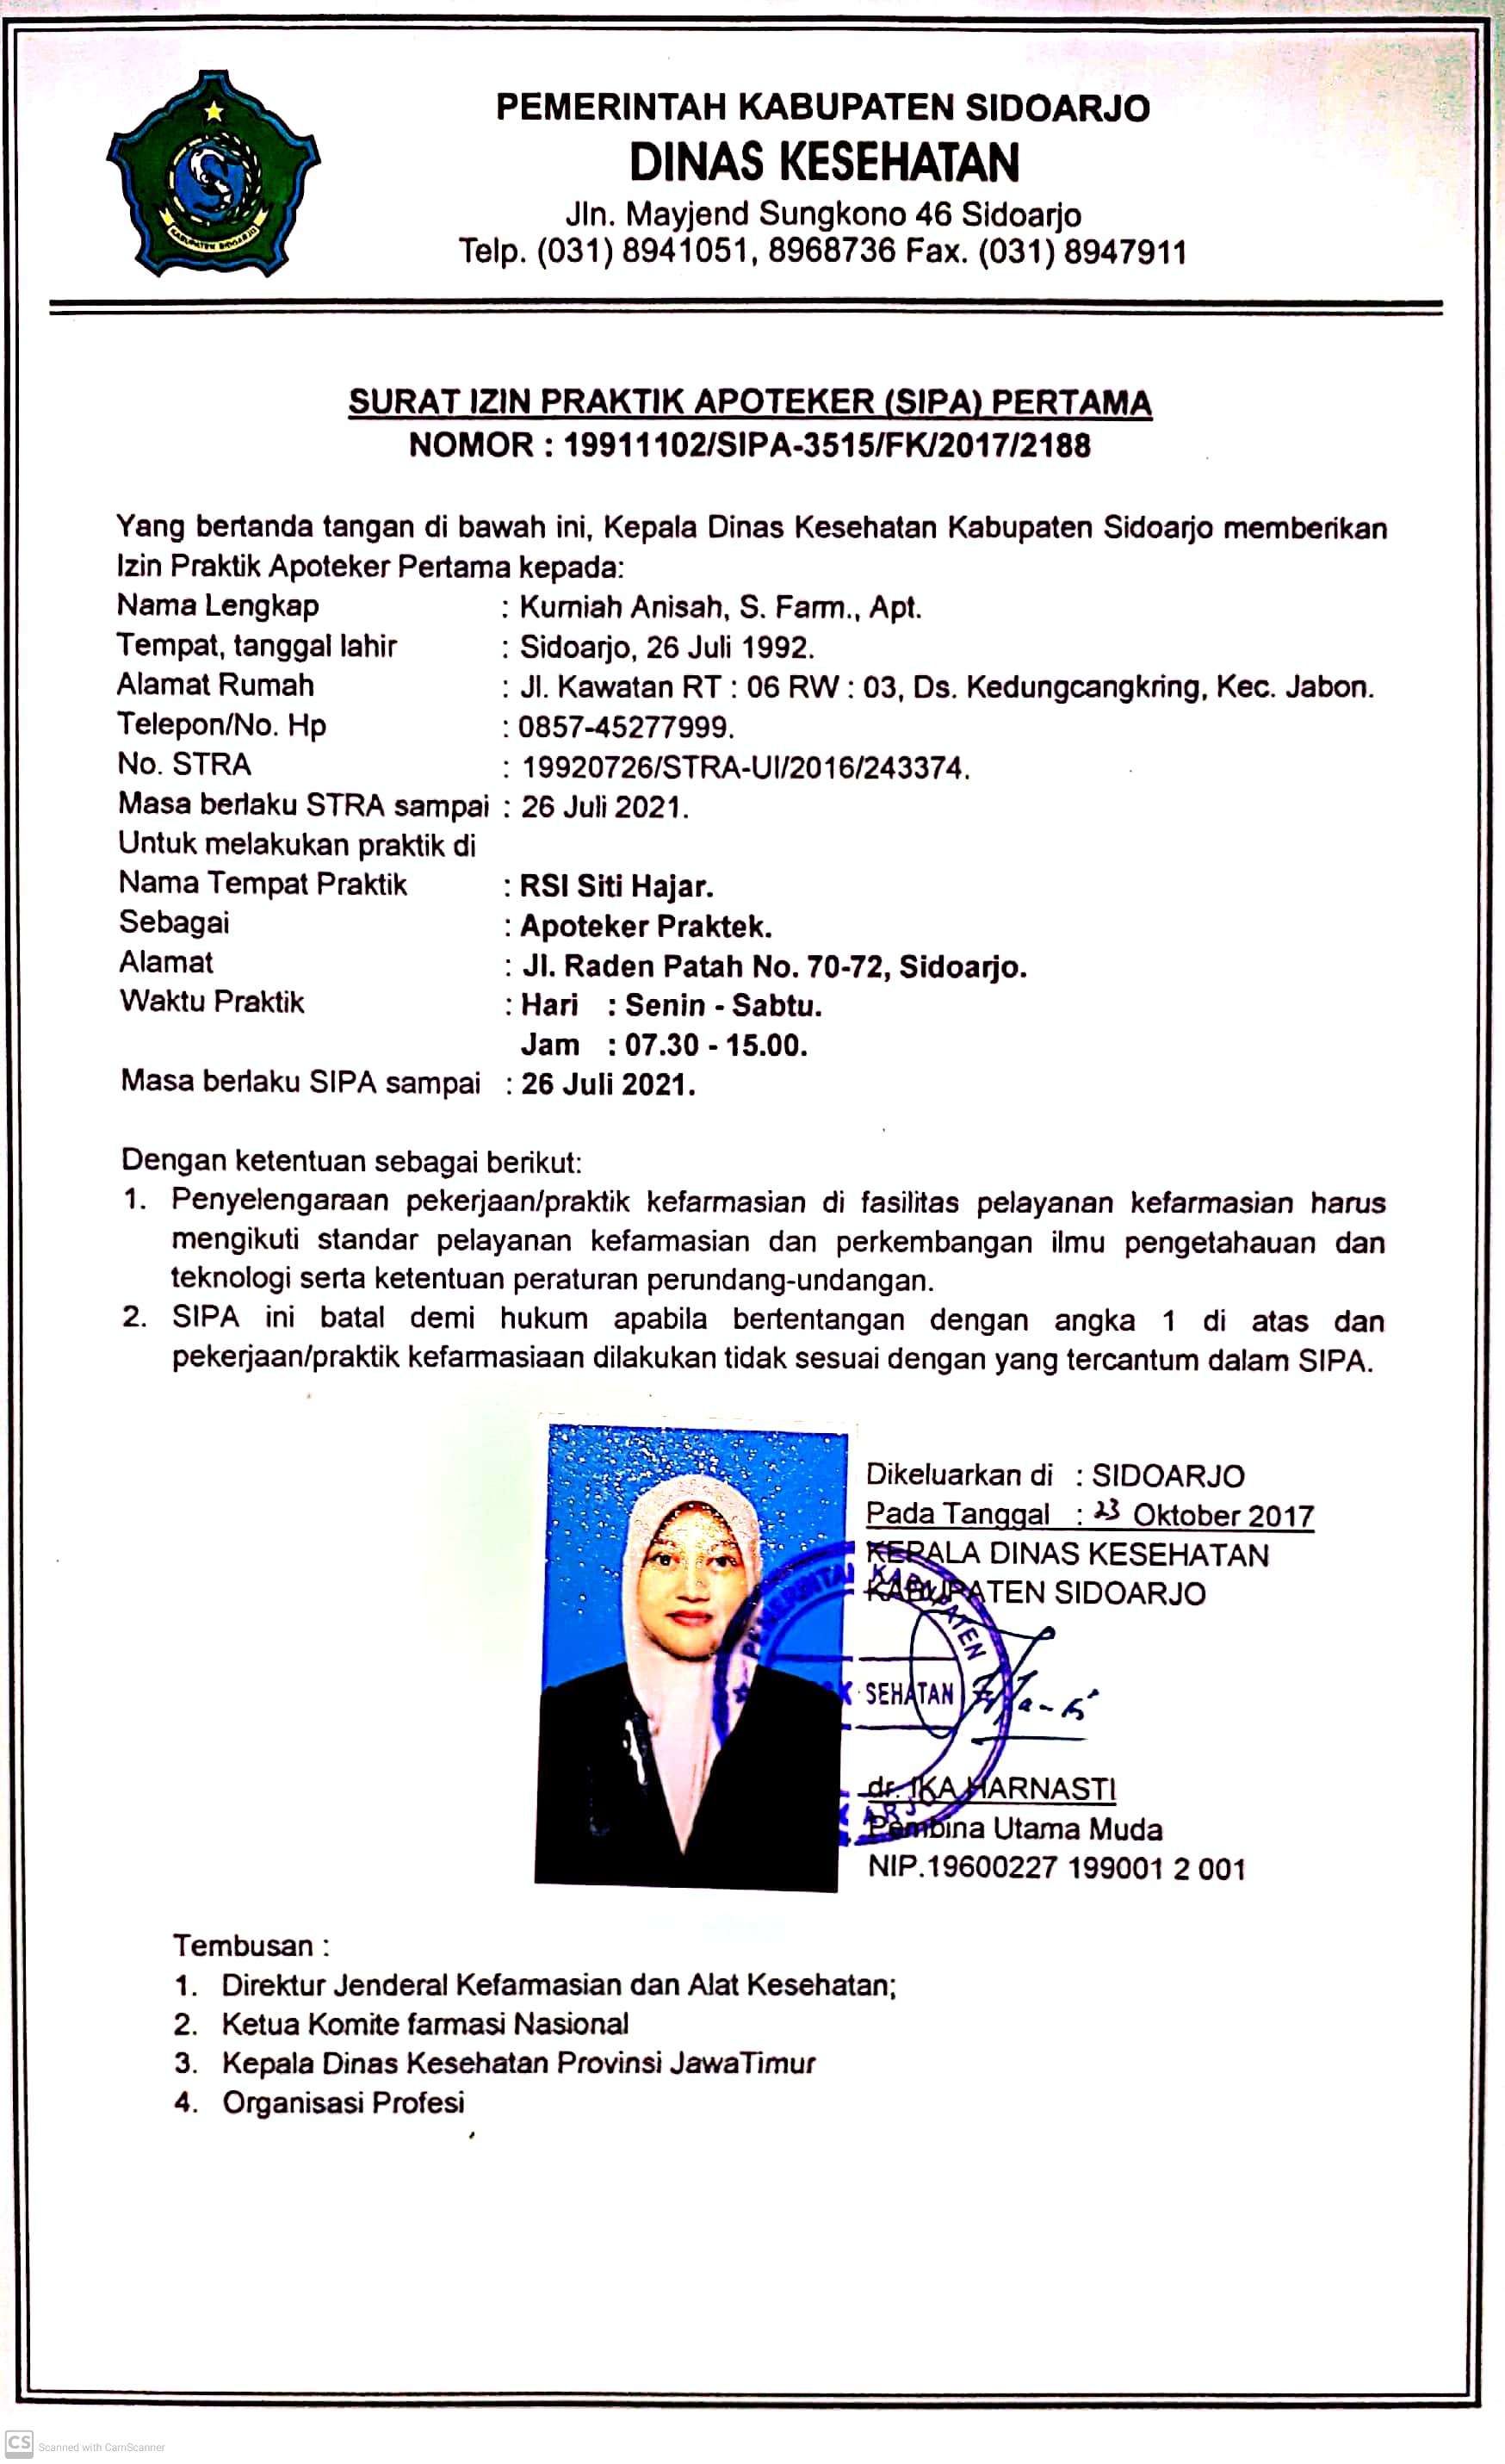 PEMERINTAH KABUPATEN SIDOARJO
DINAS KESEHATAN
Jln. Mayjend Sungkono 46 Sidoarjo
Telp. (031) 8941051, 8968736 Fax. (031) 8947911
KABUPATEN SIDOARJO
SURAT IZIN PRAKTIK APOTEKER (SIPA) PERTAMA
NOMOR : 19911102/SIPA-3515/FK/2017/2188
Yang bertanda tangan di bawah ini, Kepala Dinas Kesehatan Kabupaten Sidoarjo memberikan
Izin Praktik Apoteker Pertama kepada:
Nama Lengkap : Kurniah Anisah, S. Farm., Apt.
Tempat, tanggal lahir : Sidoarjo, 26 Juli 1992.
Alamat Rumah : Jl. Kawatan RT : 06 RW : 03, Ds. Kedungcangkring, Kec. Jabon.
Telepon/No. Hp : 0857-45277999.
No. STRA : 19920726/STRA-UI/2016/243374.
Masa berlaku STRA sampai : 26 Juli 2021.
Untuk melakukan praktik di
Nama Tempat Praktik : RSI Siti Hajar.
Sebagai : Apoteker Praktek.
Alamat : Jl. Raden Patah No. 70-72, Sidoarjo.
Waktu Praktik : Hari : Senin - Sabtu.
Jam : 07.30 - 15.00.
Masa berlaku SIPA sampai : 26 Juli 2021.
Dengan ketentuan sebagai berikut:
1. Penyelengaraan pekerjaan/praktik kefarmasian di fasilitas pelayanan kefarmasian harus
mengikuti standar pelayanan kefarmasian dan perkembangan ilmu pengetahauan dan
teknologi serta ketentuan peraturan perundang-undangan.
2. SIPA ini batal demi hukum apabila bertentangan dengan angka 1 di atas dan
pekerjaan/praktik kefarmasiaan dilakukan tidak sesuai dengan yang tercantum dalam SIPA.
Dikeluarkan di : SIDOARJO
Pada Tanggal : 23 Oktober 2017
KEPALA DINAS KESEHATAN
KABUPATEN SIDOARJO
KABUPATEN
SEHATAN
dr. IKA HARNASTI
Pembina Utama Muda
NIP.19600227 199001 2 001
Tembusan :
1. Direktur Jenderal Kefarmasian dan Alat Kesehatan;
2. Ketua Komite farmasi Nasional
3. Kepala Dinas Kesehatan Provinsi JawaTimur
4. Organisasi Profesi
CS Scanned with CamScanner